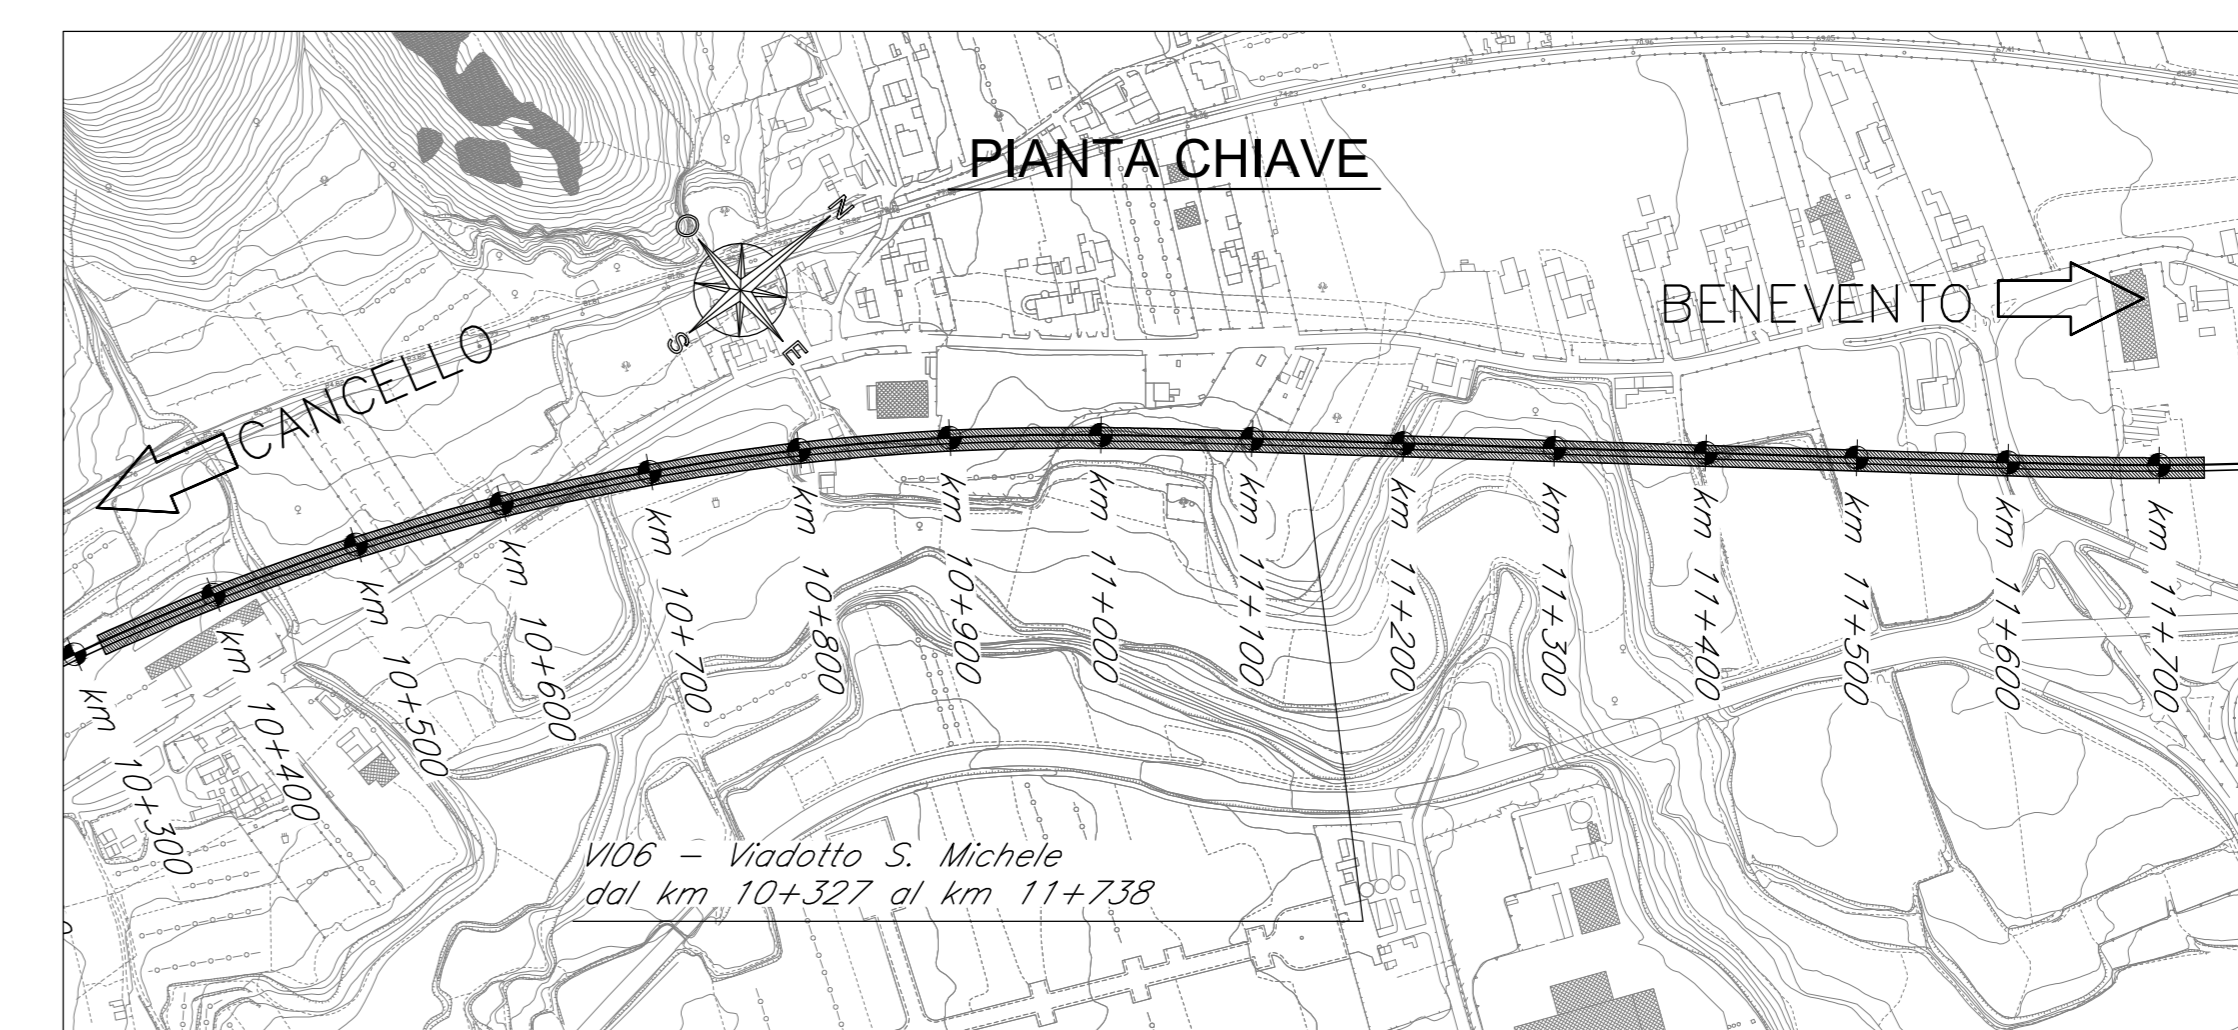 PIANTA CHIAVE
O
N
S
E
CANCELLO
BENEVENTO
km 10+300
km 10+400
km 10+500
km 10+600
km 10+700
km 10+800
km 10+900
km 11+000
km 11+100
km 11+200
km 11+300
km 11+400
km 11+500
km 11+600
km 11+700
VI06 – Viadotto S. Michele
dal km 10+327 al km 11+738